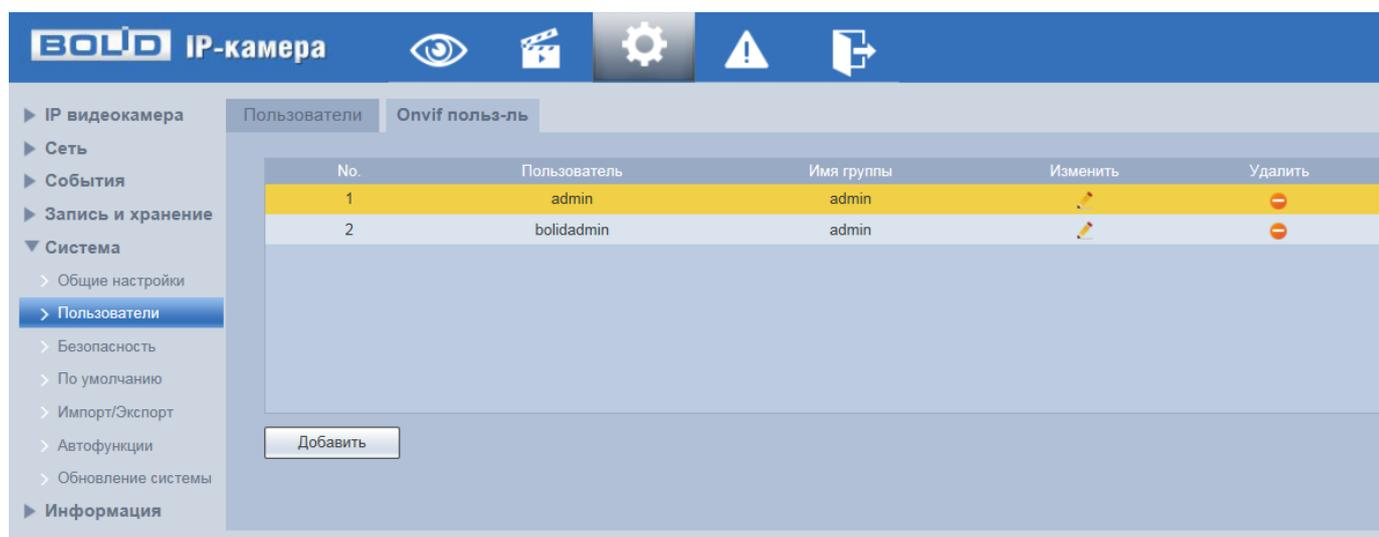 BOLID IP-камера
IP видеокамера
Сеть
События
Запись и хранение
Система
Общие настройки
Пользователи
Безопасность
По умолчанию
Импорт/Экспорт
Автофункции
Обновление системы
Информация
Пользователи Onvif польз-ль
No. Пользователь Имя группы Изменить Удалить
1 admin admin
2 bolidadmin admin
Добавить